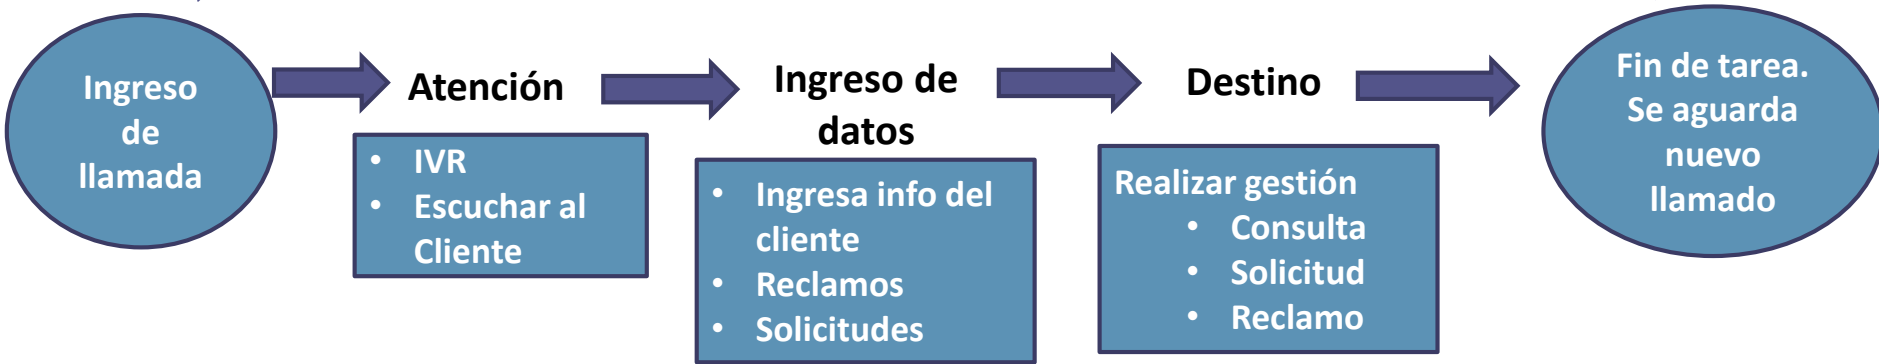 Ingreso
de
llamada
Atención
• IVR
• Escuchar al
Cliente
Ingreso de
datos
• Ingresa info del
cliente
• Reclamos
• Solicitudes
Destino
Realizar gestión
• Consulta
• Solicitud
• Reclamo
Fin de tarea.
Se aguarda
nuevo
llamado